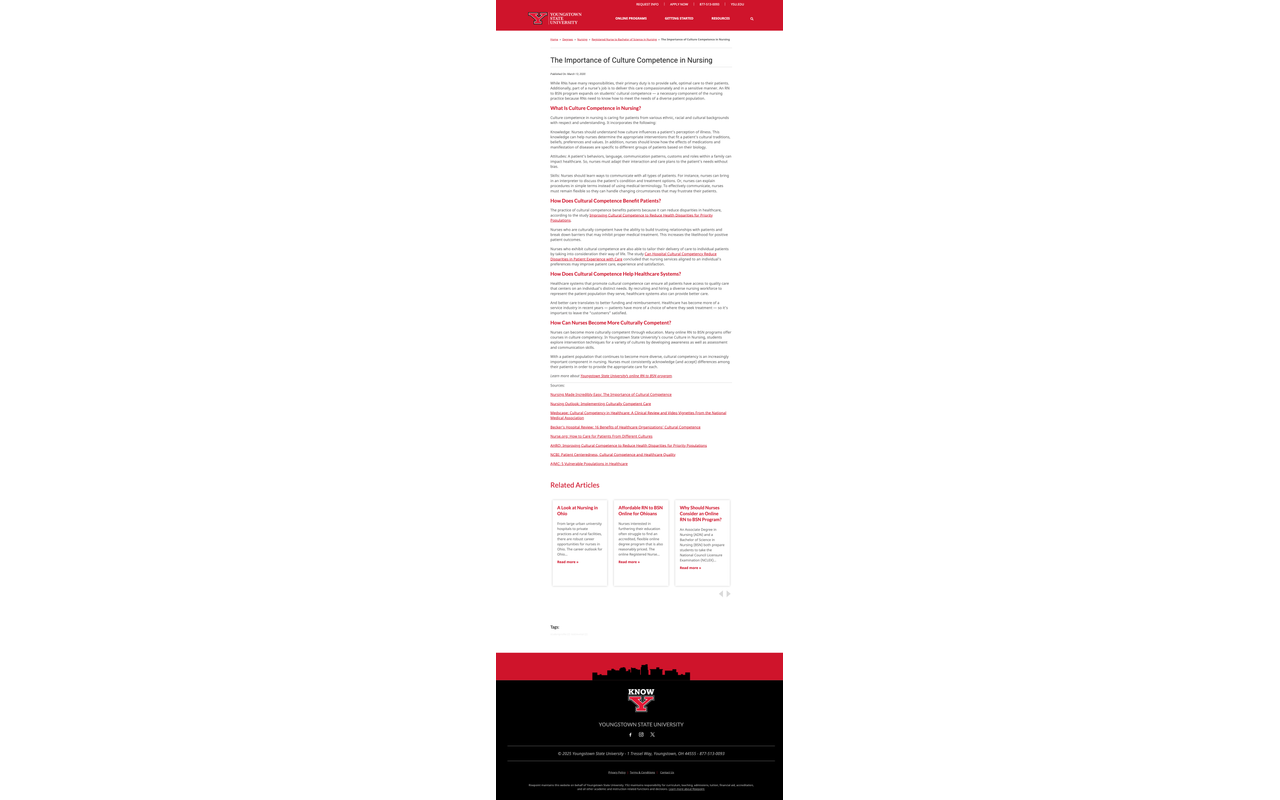 REQUEST INFO
APPLY NOW
877-513-0093
YSU.EDU
YOUNGSTOWN
STATE
UNIVERSITY
ONLINE PROGRAMS
GETTING STARTED
RESOURCES
Home » Degrees » Nursing » Registered Nurse to Bachelor of Science in Nursing » The Importance of Culture Competence in Nursing
The Importance of Culture Competence in Nursing
While RNs have many responsibilities, their primary duty is to provide safe, optimal care to their patients.
Additionally, part of a nurse's job is to deliver this care compassionately and in a sensitive manner. An RN
to BSN program expands on students' cultural competence — a necessary component of the nursing
practice because RNs need to know how to meet the needs of a diverse patient population.
What Is Culture Competence in Nursing?
Culture competence in nursing is caring for patients from various ethnic, racial and cultural backgrounds
with respect and understanding. It incorporates the following:
Knowledge: Nurses should understand how culture influences a patient's perception of illness. This
knowledge can help nurses determine the appropriate interventions that fit a patient's cultural traditions,
beliefs, preferences and values. In addition, nurses should know how the effects of medications and
manifestation of diseases are specific to different groups of patients based on their biology.
Attitudes: A patient's behaviors, language, communication patterns, customs and roles within a family can
impact healthcare. So, nurses must adapt their interaction and care plans to the patient's needs without
bias.
Skills: Nurses should learn ways to communicate with all types of patients. For instance, nurses can bring
in an interpreter to discuss the patient's condition and treatment options. Or, nurses can explain
procedures in simple terms instead of using medical terminology. To effectively communicate, nurses
must remain flexible so they can handle changing circumstances that may frustrate their patients.
How Does Cultural Competence Benefit Patients?
The practice of cultural competence benefits patients because it can reduce disparities in healthcare,
according to the study Improving Cultural Competence to Reduce Health Disparities for Priority
Populations.
Nurses who are culturally competent have the ability to build trusting relationships with patients and
break down barriers that may inhibit proper medical treatment. This increases the likelihood for positive
patient outcomes.
Nurses who exhibit cultural competence are also able to tailor their delivery of care to individual patients
by taking into consideration their way of life. The study Can Hospital Cultural Competency Reduce
Disparities in Patient Experience with Care concluded that nursing services aligned to an individual's
preferences may improve patient care, experience and satisfaction.
How Does Cultural Competence Help Healthcare Systems?
Healthcare systems that promote cultural competence can ensure all patients have access to quality care
that centers on an individual's distinct needs. By recruiting and hiring a diverse nursing workforce to
represent the patient population they serve, healthcare systems also can provide better care.
And better care translates to better funding and reimbursement. Healthcare has become more of a
service industry in recent years — patients have more of a choice of where they seek treatment — so it's
important to leave the "customers" satisfied.
How Can Nurses Become More Culturally Competent?
Nurses can become more culturally competent through education. Many online RN to BSN programs offer
courses in culture competency. In Youngstown State University's course Culture in Nursing, students
explore intervention techniques for a variety of cultures by developing awareness as well as assessment
and communication skills.
With a patient population that continues to become more diverse, cultural competency is an increasingly
important component in nursing. Nurses must consistently acknowledge (and accept) differences among
their patients in order to provide the appropriate care for each.
Learn more about Youngstown State University's online RN to BSN program.
Sources:
Nursing Made Incredibly Easy: The Importance of Cultural Competence
Nursing Outlook: Implementing Culturally Competent Care
Medscape: Cultural Competency in Healthcare: A Clinical Review and Video Vignettes From the National
Medical Association
Becker's Hospital Review: 16 Benefits of Healthcare Organizations' Cultural Competence
Nurse.org: How to Care for Patients From Different Cultures
AHRQ: Improving Cultural Competence to Reduce Health Disparities for Priority Populations
NCBI: Patient Centeredness, Cultural Competence and Healthcare Quality
AJMC: 5 Vulnerable Populations in Healthcare
Related Articles
A Look at Nursing in
Ohio
From large urban university
hospitals to private
practices and rural facilities,
there are robust career
opportunities for nurses in
Ohio. The career outlook for
Ohio...
Read more »
Affordable RN to BSN
Online for Ohioans
Nurses interested in
furthering their education
often struggle to find an
accredited, flexible online
degree program that is also
reasonably priced. The
online Registered Nurse...
Read more »
Why Should Nurses
Consider an Online
RN to BSN Program?
An Associate Degree in
Nursing (ADN) and a
Bachelor of Science in
Nursing (BSN) both prepare
students to take the
National Council Licensure
Examination (NCLEX)...
Read more »
Tags:
KNOW
Y
YOUNGSTOWN STATE UNIVERSITY
© 2025 Youngstown State University - 1 Tressel Way, Youngstown, OH 44555 - 877-513-0093
Privacy Policy
Terms & Conditions
Contact Us